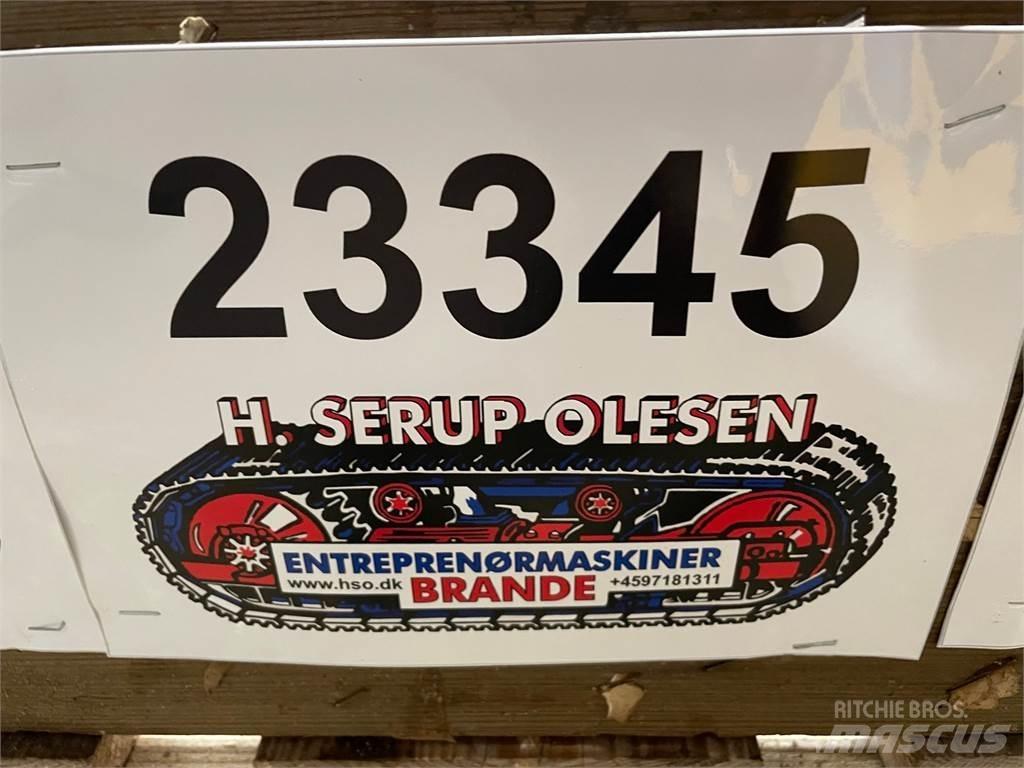 23345
H. SERUP OLESEN
ENTREPRENØRMASKINER
www.hso.dk BRANDE +4597181311
RITCHIE BROS.
mascus